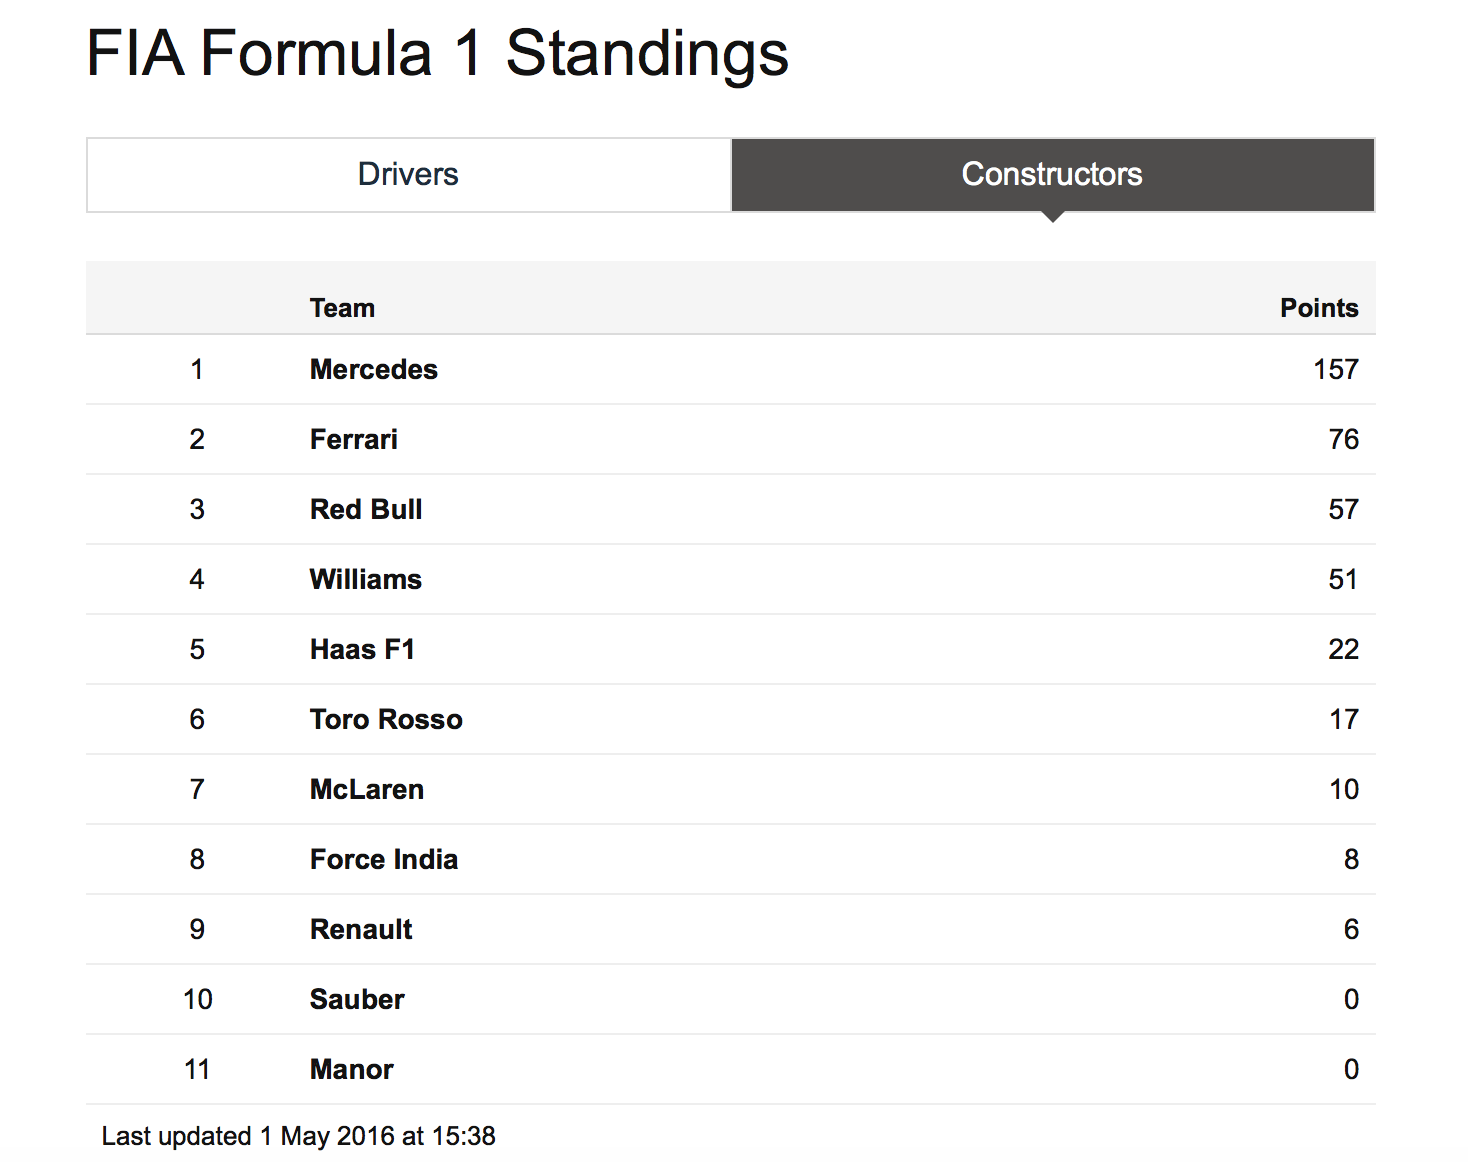 FIA Formula 1 Standings
Drivers Constructors
Team Points
1 Mercedes 157
2 Ferrari 76
3 Red Bull 57
4 Williams 51
5 Haas F1 22
6 Toro Rosso 17
7 McLaren 10
8 Force India 8
9 Renault 6
10 Sauber 0
11 Manor 0
Last updated 1 May 2016 at 15:38